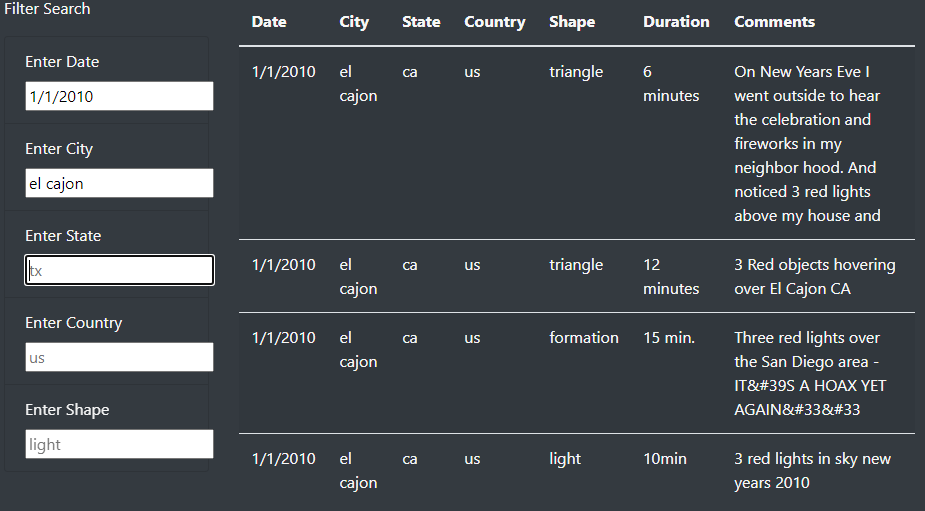 Filter Search
Enter Date
1/1/2010
Enter City
el cajon
Enter State
tx
Enter Country
us
Enter Shape
light
Date City State Country Shape Duration Comments
1/1/2010 el ca us triangle 6 On New Years Eve I
cajon minutes went outside to hear
the celebration and
fireworks in my
neighbor hood. And
noticed 3 red lights
above my house and
1/1/2010 el ca us triangle 12 3 Red objects hovering
cajon minutes over El Cajon CA
1/1/2010 el ca us formation 15 min. Three red lights over
cajon the San Diego area -
IT&#39S A HOAX YET
AGAIN&#33&#33
1/1/2010 el ca us light 10min 3 red lights in sky new
cajon years 2010